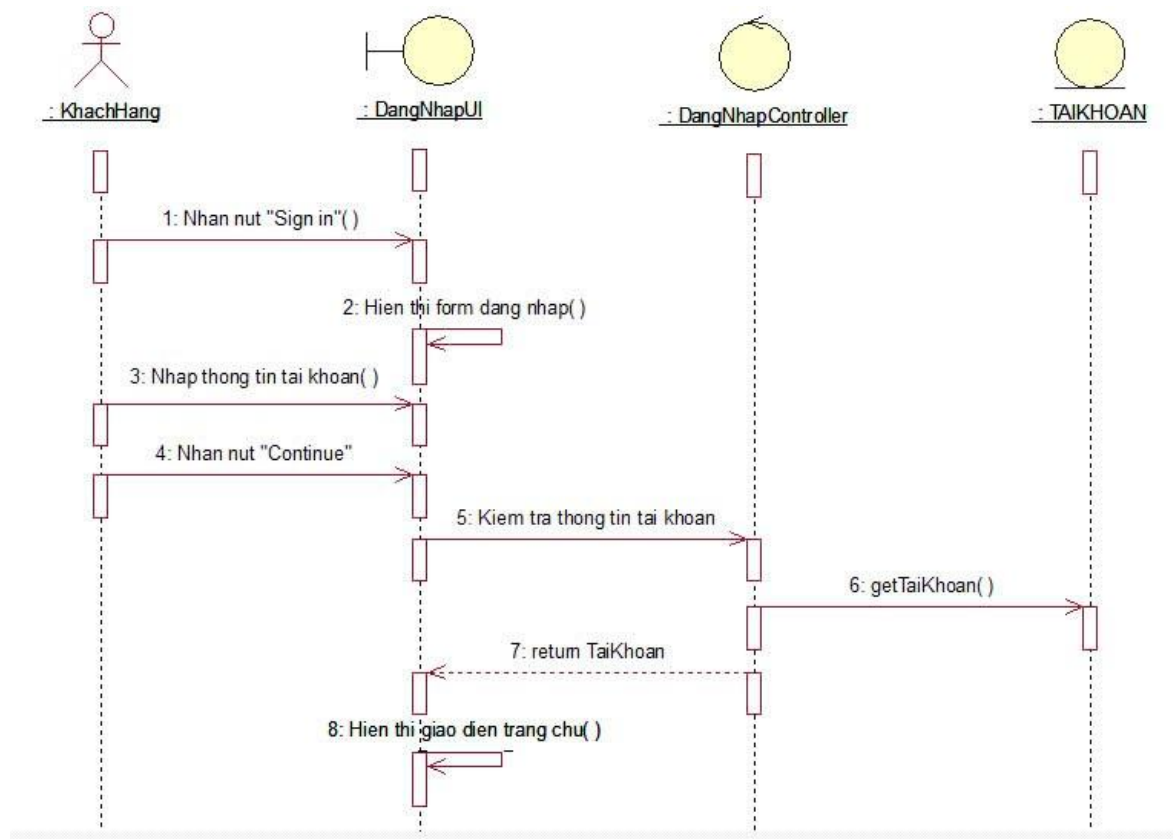 : KhachHang
: DangNhapUI
: DangNhapController
: TAIKHOAN
1: Nhan nut "Sign in"( )
2: Hien thi form dang nhap( )
3: Nhap thong tin tai khoan( )
4: Nhan nut "Continue"
5: Kiem tra thong tin tai khoan
6: getTaiKhoan( )
7: return TaiKhoan
8: Hien thi giao dien trang chu( )